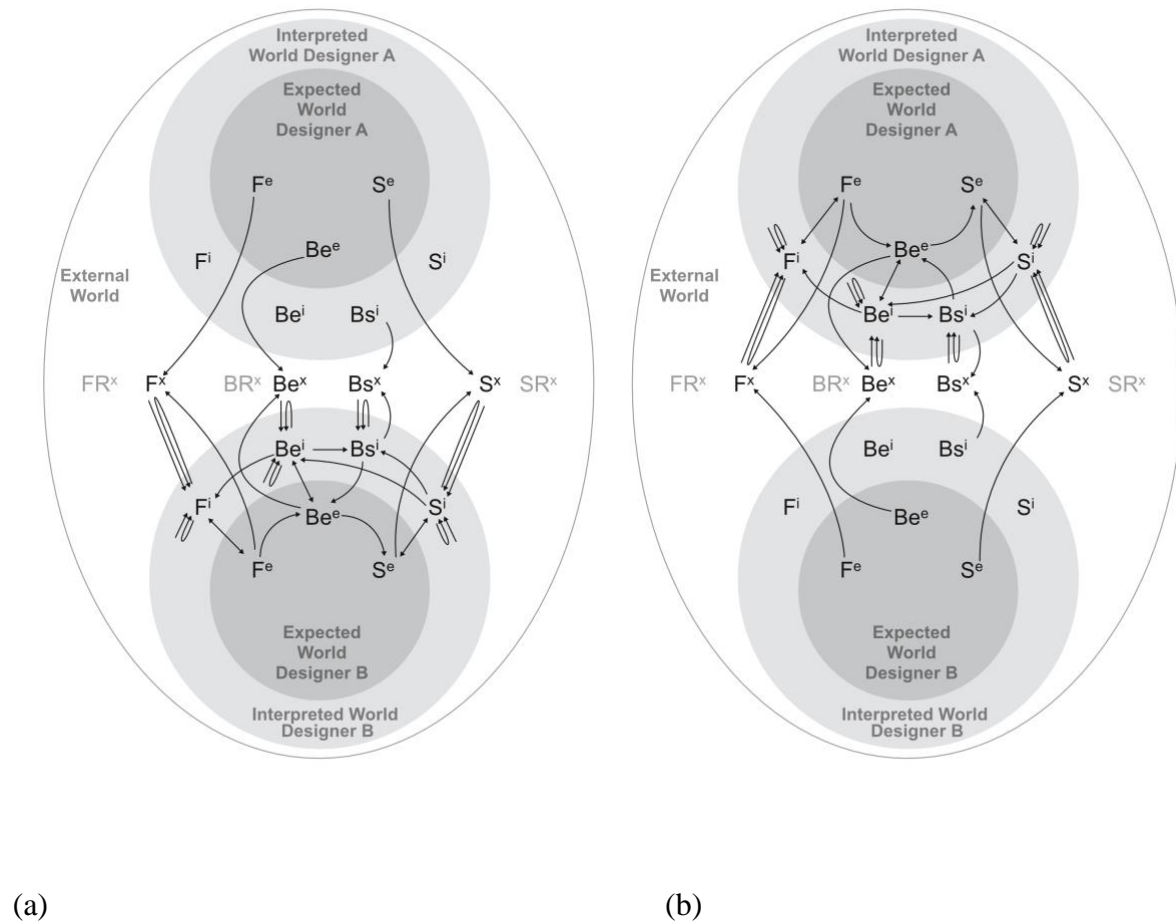 Interpreted
World Designer A
Expected
World
Designer A
Fᵉ Sᵉ
Beᵉ
Fⁱ Sⁱ
External
World
Beⁱ Bsⁱ
FRˣ Fˣ BRˣ Beˣ Bsˣ Sˣ SRˣ
Beⁱ Bsⁱ
Fⁱ Sⁱ
Beᵉ
Fᵉ Sᵉ
Expected
World
Designer B
Interpreted World
Designer B
(a)
Interpreted
World Designer A
Expected
World
Designer A
Fᵉ Sᵉ
Beᵉ
Fⁱ Sⁱ
External
World
Beⁱ Bsⁱ
FRˣ Fˣ BRˣ Beˣ Bsˣ Sˣ SRˣ
Beⁱ Bsⁱ
Fⁱ Sⁱ
Beᵉ
Fᵉ Sᵉ
Expected
World
Designer B
Interpreted World
Designer B
(b)